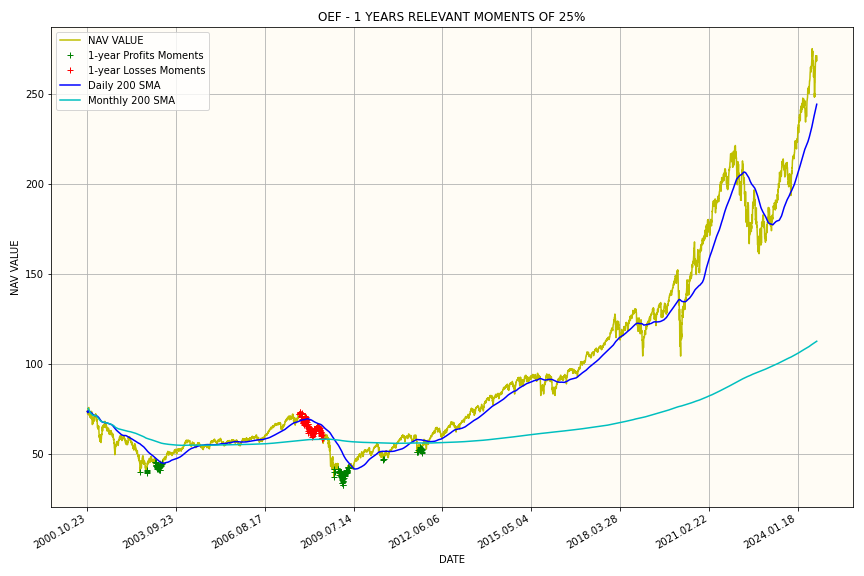 OEF - 1 YEARS RELEVANT MOMENTS OF 25%
NAV VALUE
1-year Profits Moments
1-year Losses Moments
Daily 200 SMA
Monthly 200 SMA
NAV VALUE
250
200
150
100
50
2000.10.23
2003.09.23
2006.08.17
2009.07.14
2012.06.06
2015.05.04
2018.03.28
2021.02.22
2024.01.18
DATE